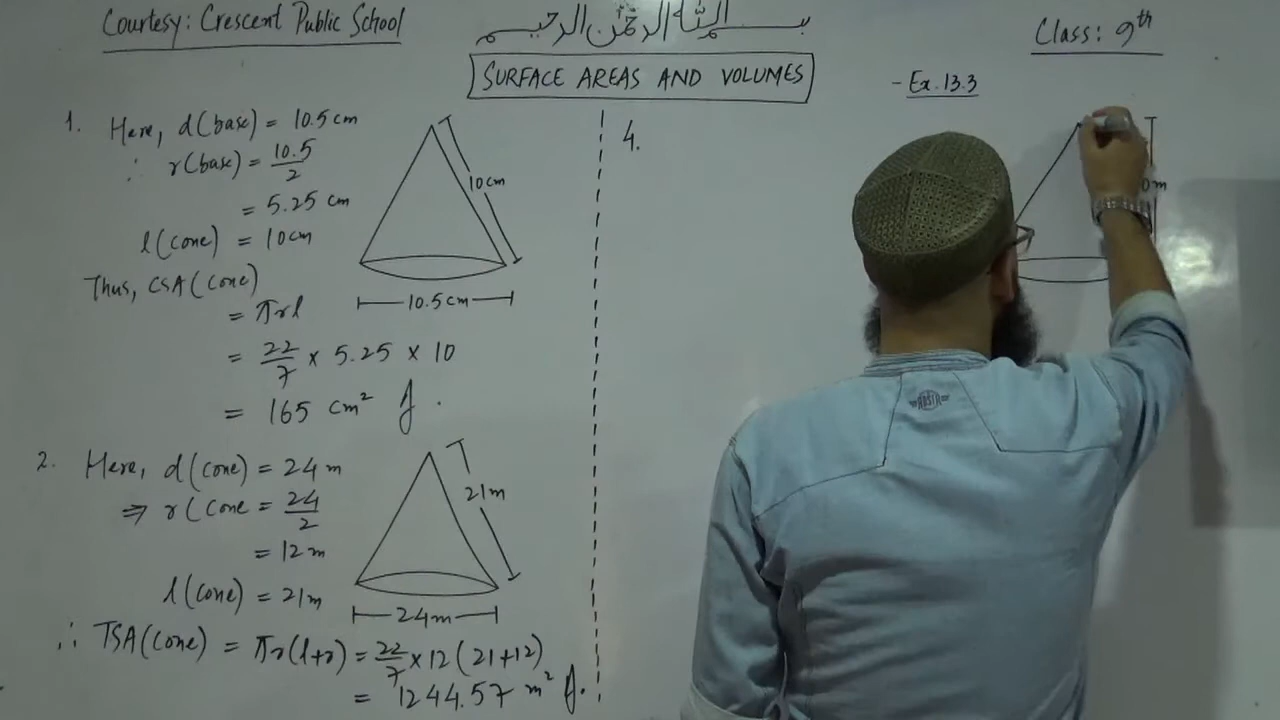 Courtesy: Crescent Public School
بسم اللہ الرحمٰن الرحیم
Class: 9th
SURFACE AREAS AND VOLUMES
- Ex. 13.3
1. Here, d(base) = 10.5 cm
∴ r(base) = 10.5/2
= 5.25 cm
l(cone) = 10cm
Thus, CSA(cone)
= πrl
= 22/7 × 5.25 × 10
= 165 cm²
10cm
10.5cm
2. Here, d(cone) = 24 m
⇒ r(cone = 24/2
= 12 m
l(cone) = 21m
∴ TSA(cone) = πr(l+r) = 22/7 × 12 (21+12)
= 1244.57 m²
21m
24m
4.
0m